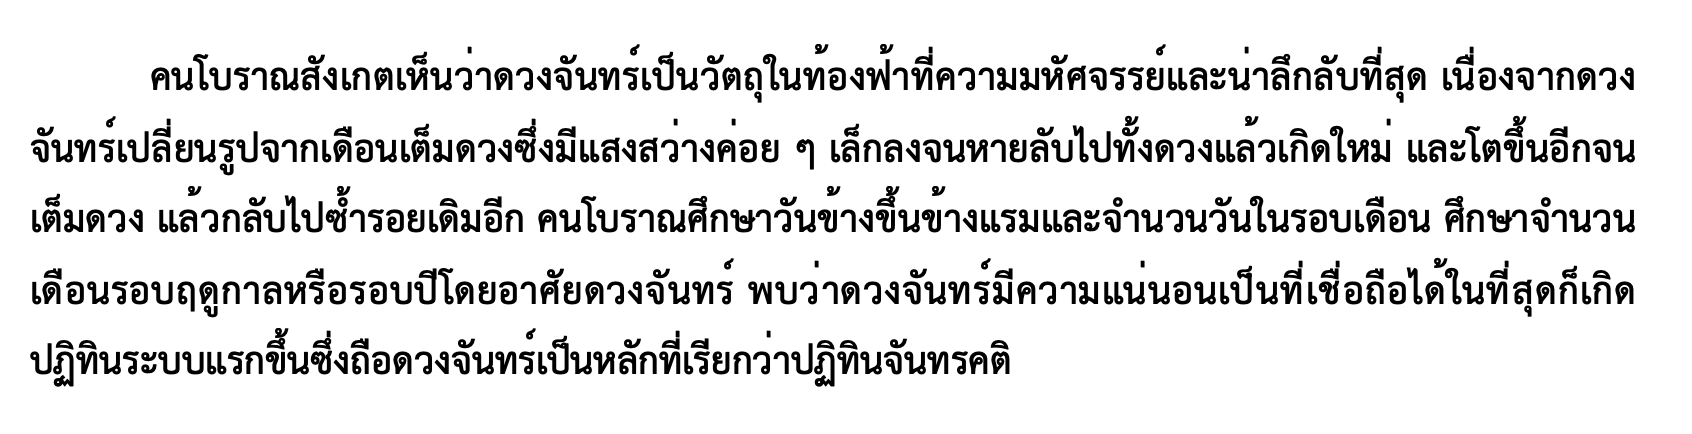 คนโบราณสังเกตเห็นว่าดวงจันทร์เป็นวัตถุในท้องฟ้าที่ความมหัศจรรย์และน่าลึกลับที่สุด เนื่องจากดวง
จันทร์เปลี่ยนรูปจากเดือนเต็มดวงซึ่งมีแสงสว่างค่อย ๆ เล็กลงจนหายลับไปทั้งดวงแล้วเกิดใหม่ และโตขึ้นอีกจน
เต็มดวง แล้วกลับไปซ้ำรอยเดิมอีก คนโบราณศึกษาวันข้างขึ้นข้างแรมและจำนวนวันในรอบเดือน ศึกษาจำนวน
เดือนรอบฤดูกาลหรือรอบปีโดยอาศัยดวงจันทร์ พบว่าดวงจันทร์มีความแน่นอนเป็นที่เชื่อถือได้ในที่สุดก็เกิด
ปฏิทินระบบแรกขึ้นซึ่งถือดวงจันทร์เป็นหลักที่เรียกว่าปฏิทินจันทรคติ